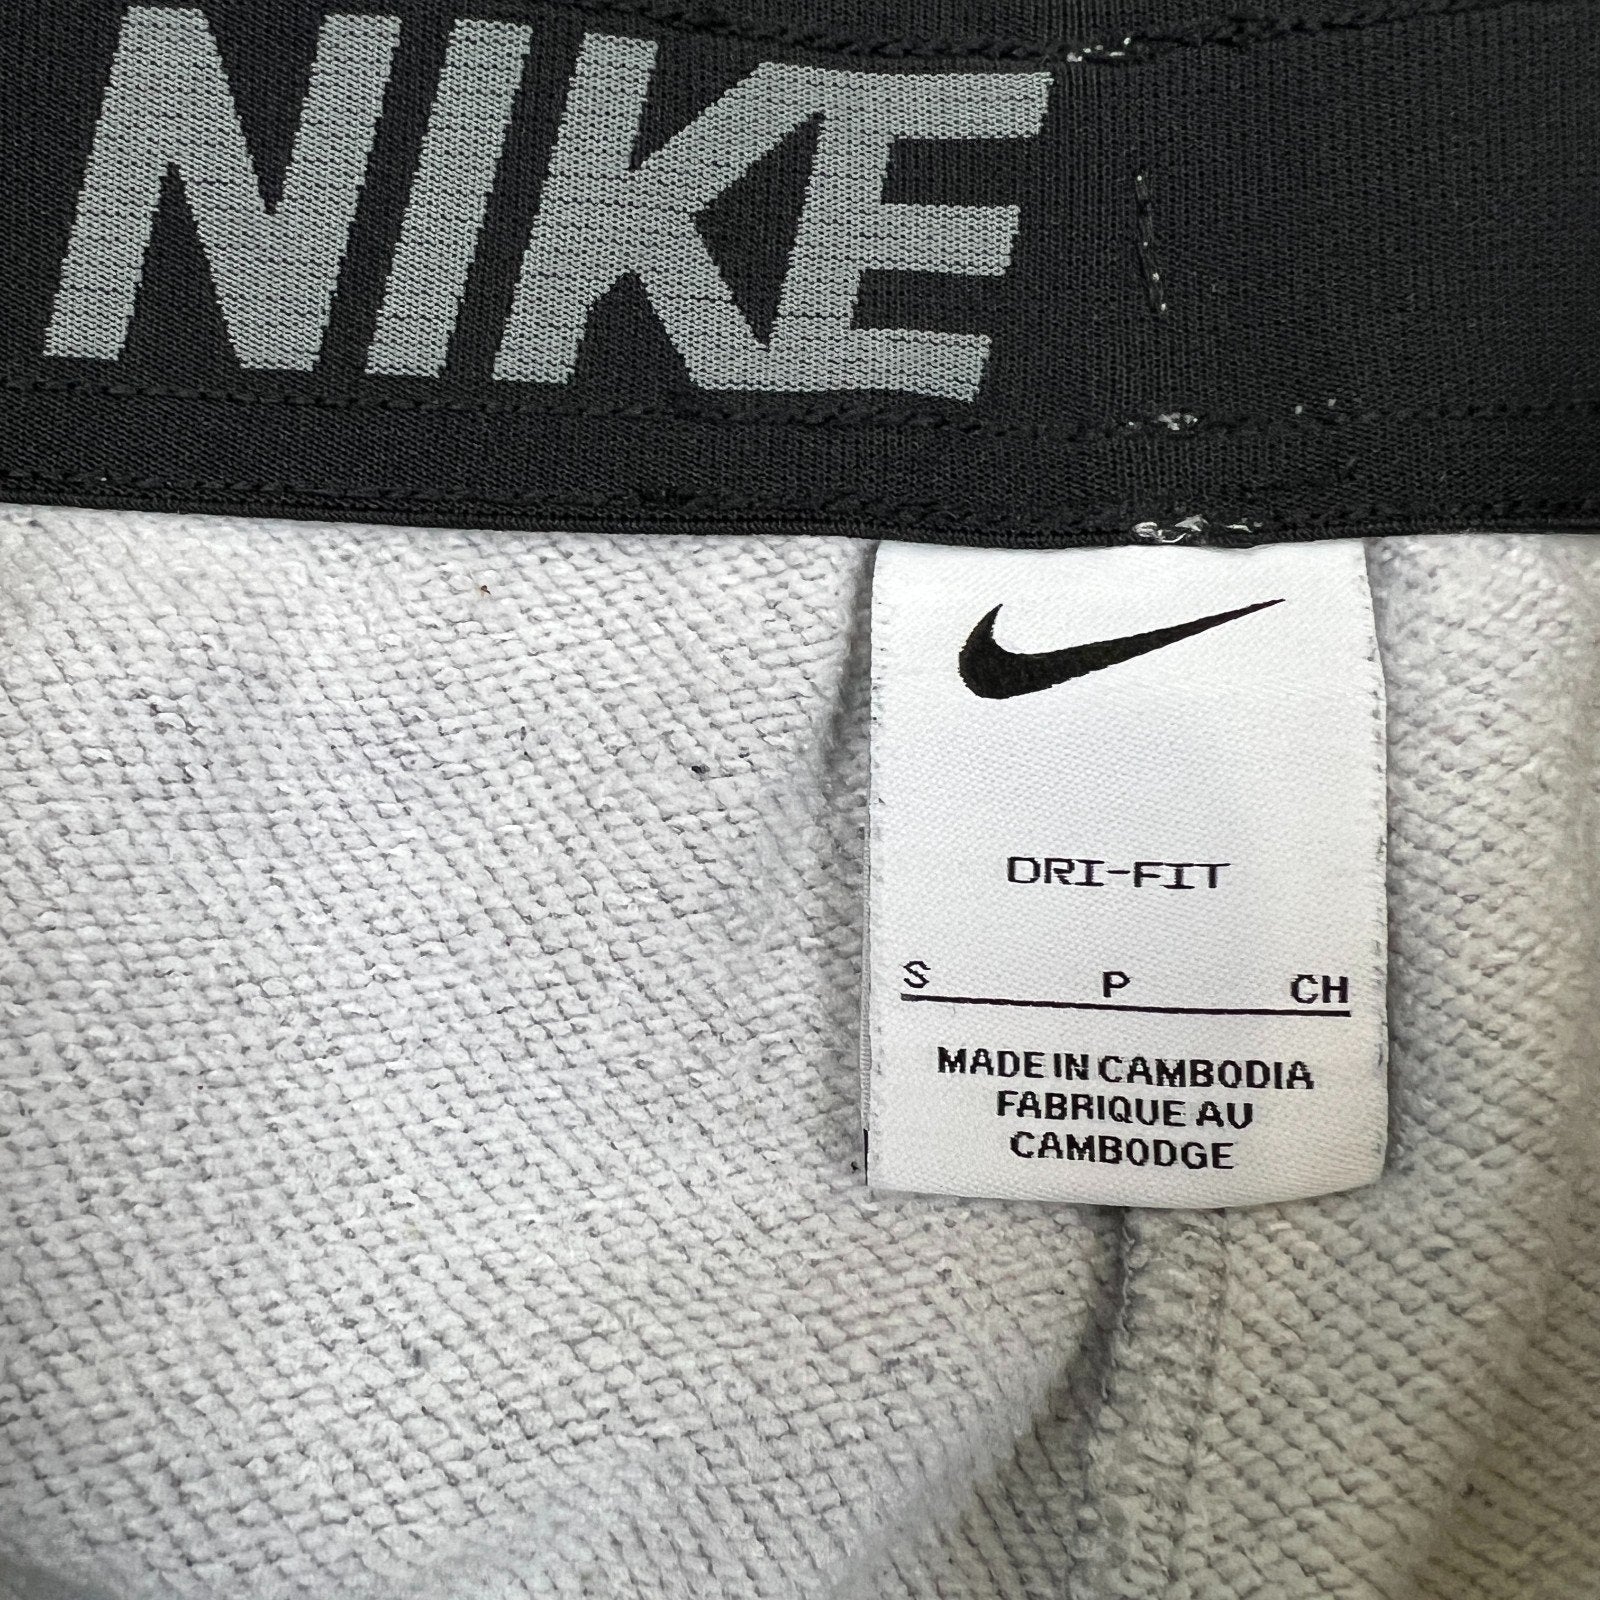 NIKE
DRI-FIT
S P CH
MADE IN CAMBODIA
FABRIQUE AU
CAMBODGE